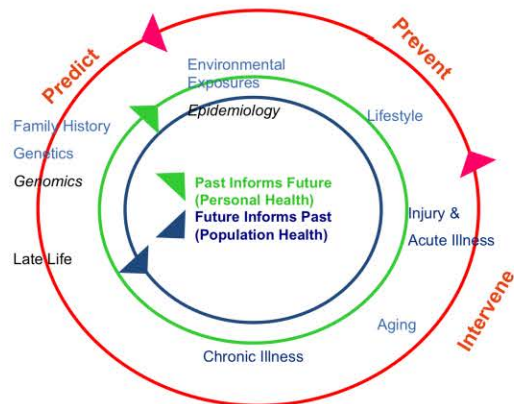 Predict
Prevent
Environmental
Exposures
Epidemiology
Family History
Genetics
Genomics
Lifestyle
Past Informs Future
(Personal Health)
Future Informs Past
(Population Health)
Injury &
Acute Illness
Late Life
Intervene
Aging
Chronic Illness